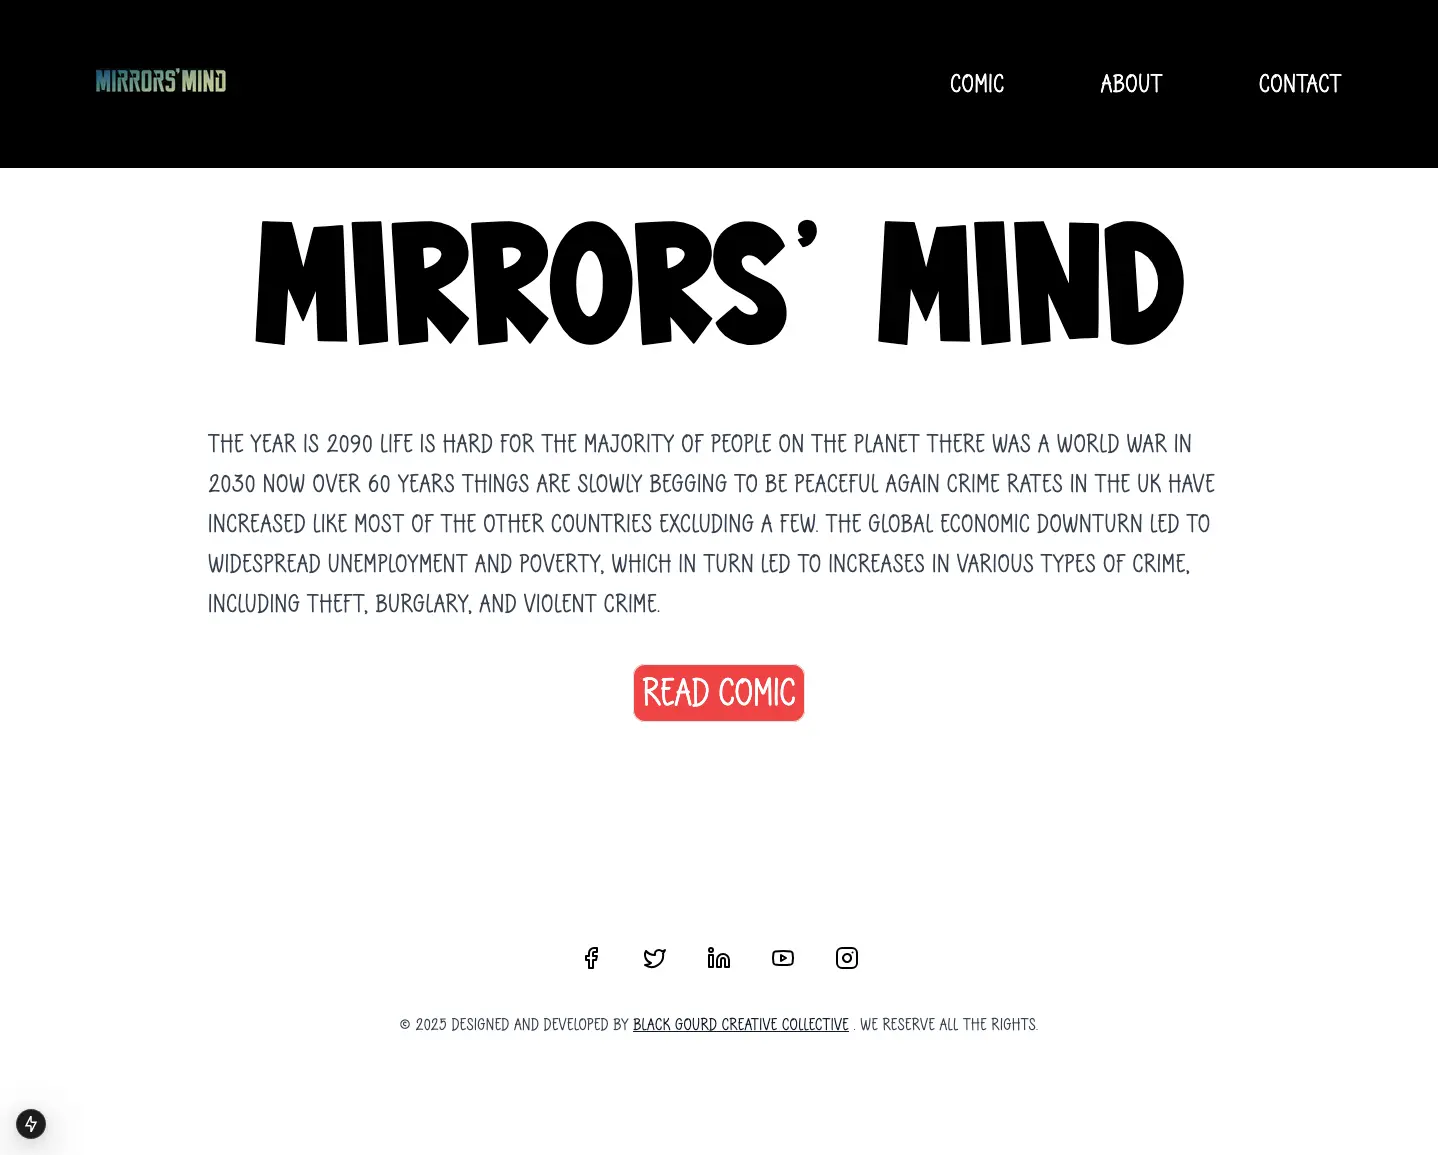 MIRRORS' MIND
COMIC
ABOUT
CONTACT
MIRRORS' MIND
THE YEAR IS 2090 LIFE IS HARD FOR THE MAJORITY OF PEOPLE ON THE PLANET THERE WAS A WORLD WAR IN
2030 NOW OVER 60 YEARS THINGS ARE SLOWLY BEGGING TO BE PEACEFUL AGAIN CRIME RATES IN THE UK HAVE
INCREASED LIKE MOST OF THE OTHER COUNTRIES EXCLUDING A FEW. THE GLOBAL ECONOMIC DOWNTURN LED TO
WIDESPREAD UNEMPLOYMENT AND POVERTY, WHICH IN TURN LED TO INCREASES IN VARIOUS TYPES OF CRIME,
INCLUDING THEFT, BURGLARY, AND VIOLENT CRIME.
READ COMIC
© 2025 DESIGNED AND DEVELOPED BY BLACK GOURD CREATIVE COLLECTIVE . WE RESERVE ALL THE RIGHTS.